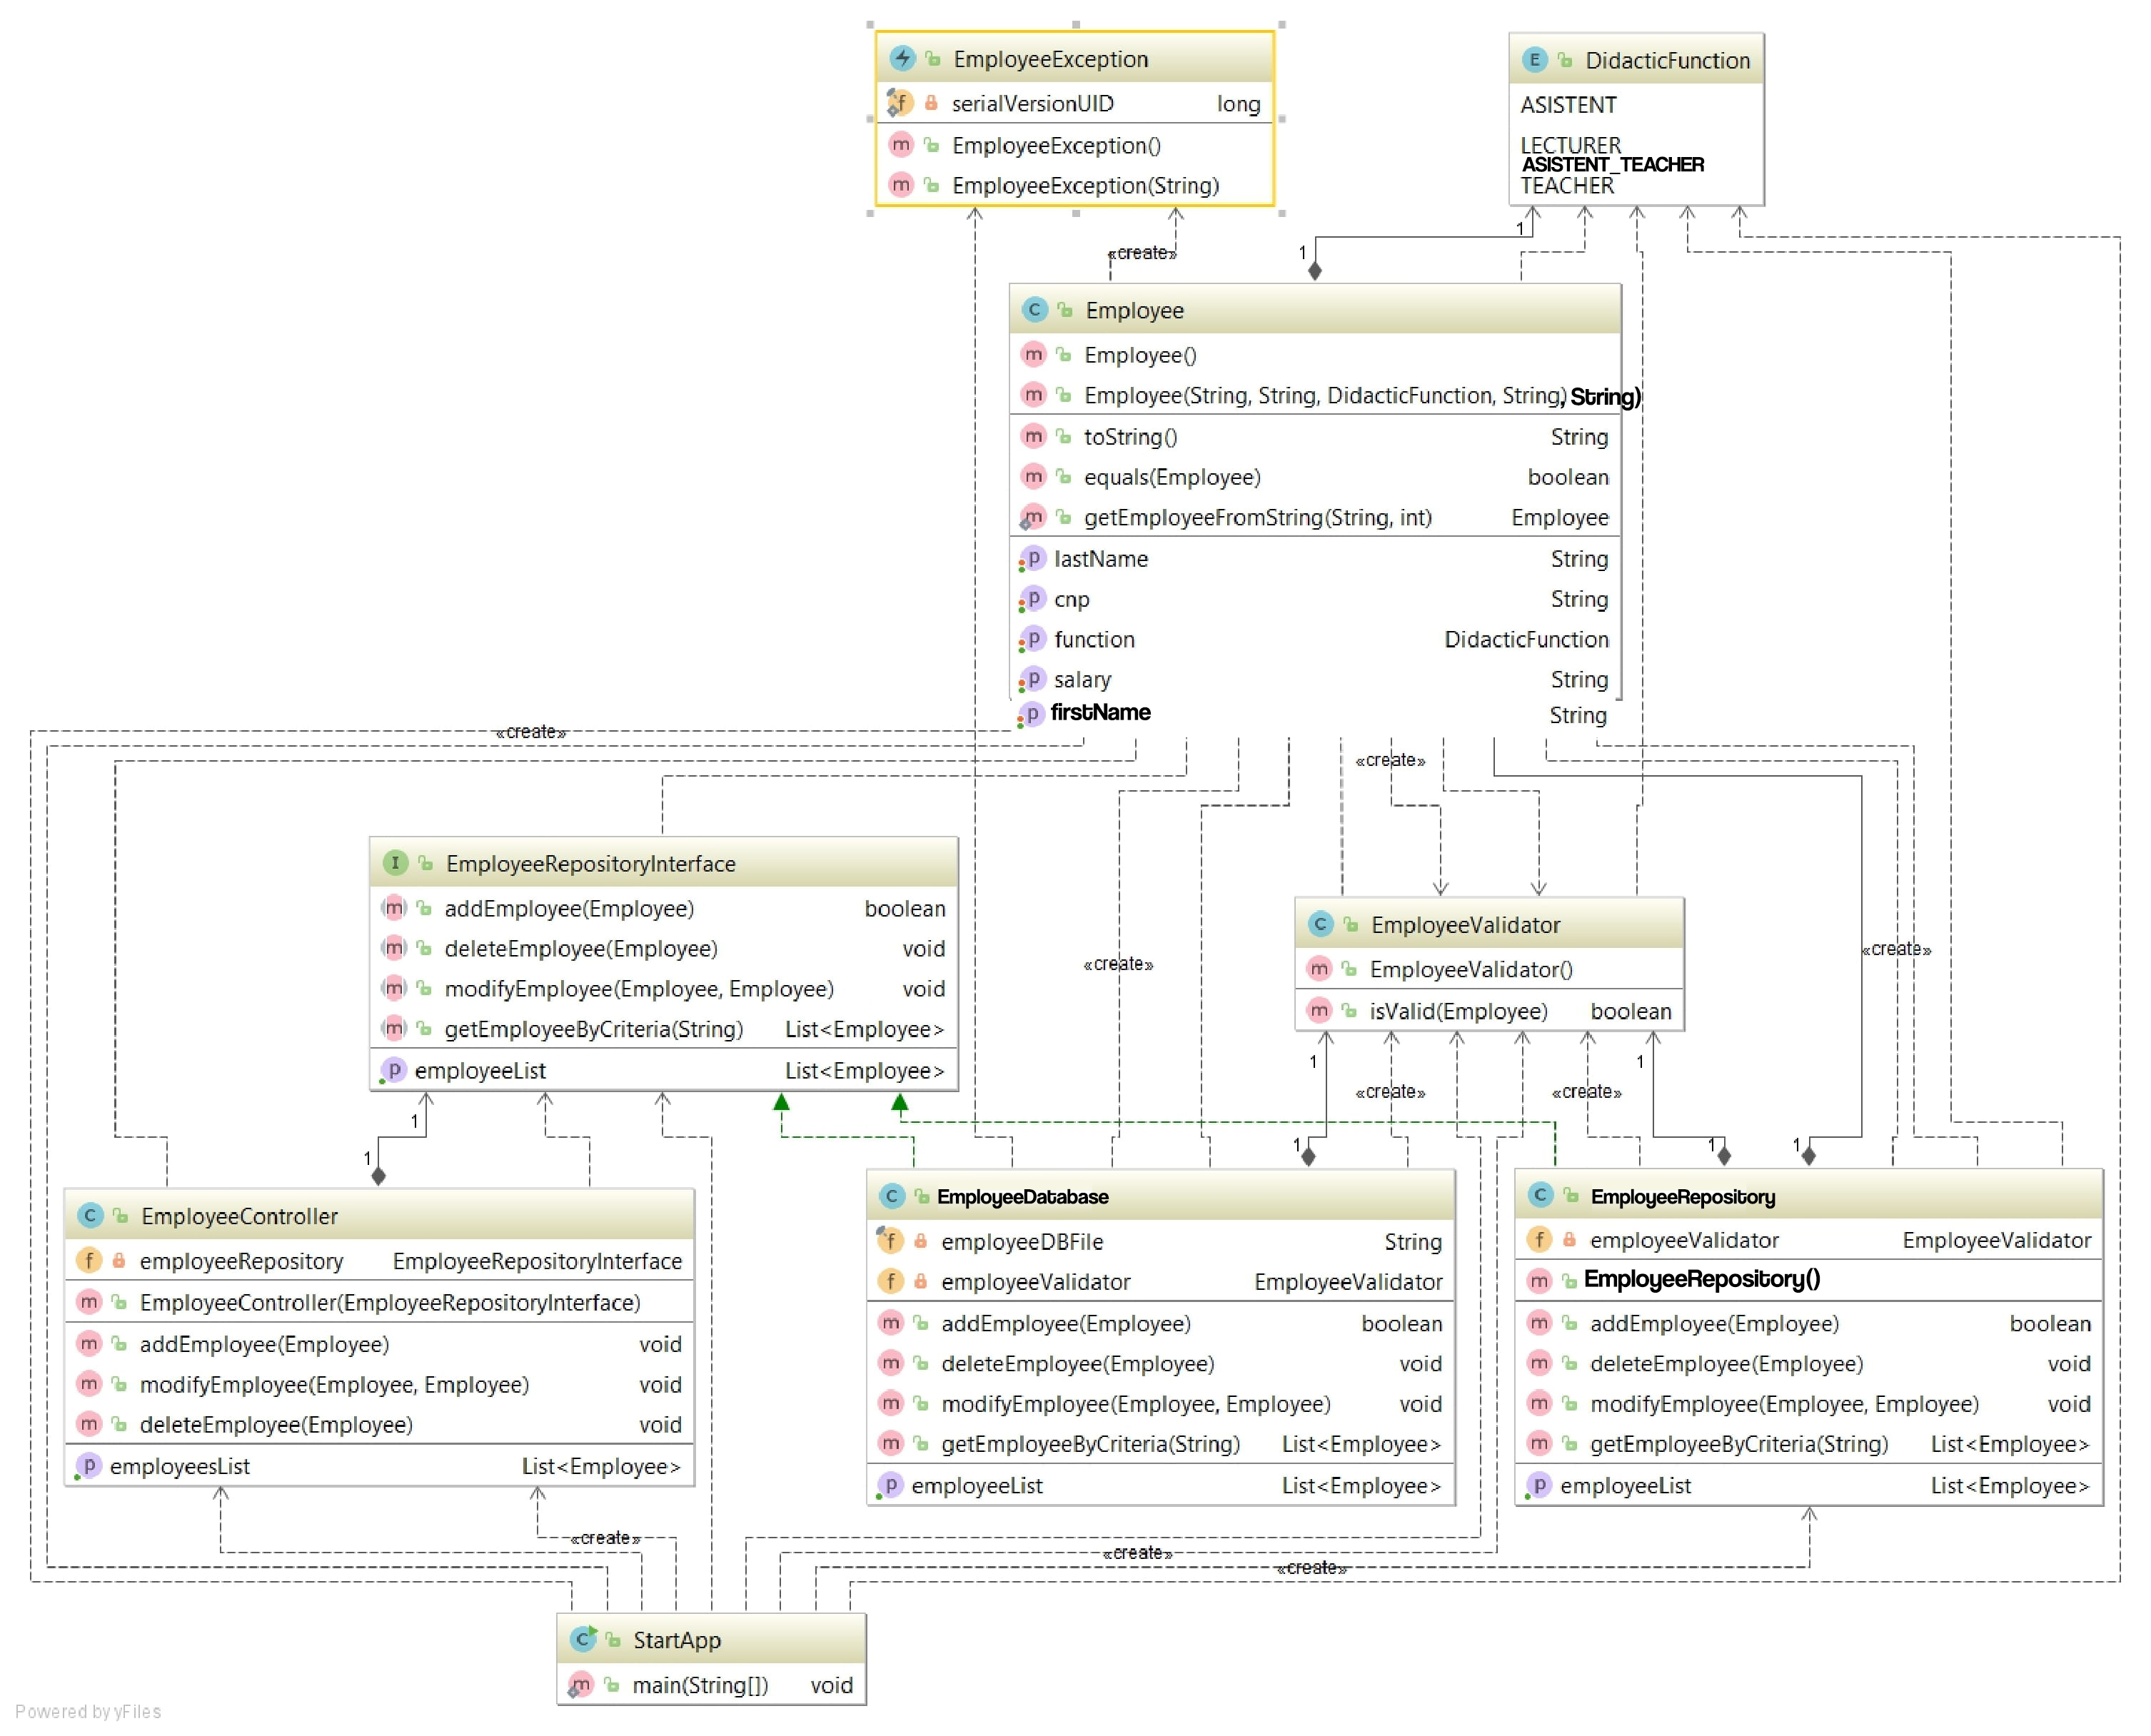 EmployeeException
serialVersionUID long
EmployeeException()
EmployeeException(String)
E DidacticFunction
ASISTENT
LECTURER
ASISTENT_TEACHER
TEACHER
«create»
1
1
C Employee
m Employee()
m Employee(String, String, DidacticFunction, String), String)
m toString() String
m equals(Employee) boolean
m getEmployeeFromString(String, int) Employee
p lastName String
p cnp String
p function DidacticFunction
p salary String
p firstName String
«create»
«create»
I EmployeeRepositoryInterface
m addEmployee(Employee) boolean
m deleteEmployee(Employee) void
m modifyEmployee(Employee, Employee) void
m getEmployeeByCriteria(String) List<Employee>
p employeeList List<Employee>
«create»
C EmployeeValidator
m EmployeeValidator()
m isValid(Employee) boolean
«create»
1
1
«create»
«create»
1
1
1
1
1
1
C EmployeeController
f employeeRepository EmployeeRepositoryInterface
m EmployeeController(EmployeeRepositoryInterface)
m addEmployee(Employee) void
m modifyEmployee(Employee, Employee) void
m deleteEmployee(Employee) void
p employeesList List<Employee>
C EmployeeDatabase
f employeeDBFile String
f employeeValidator EmployeeValidator
m addEmployee(Employee) boolean
m deleteEmployee(Employee) void
m modifyEmployee(Employee, Employee) void
m getEmployeeByCriteria(String) List<Employee>
p employeeList List<Employee>
C EmployeeRepository
f employeeValidator EmployeeValidator
m EmployeeRepository()
m addEmployee(Employee) boolean
m deleteEmployee(Employee) void
m modifyEmployee(Employee, Employee) void
m getEmployeeByCriteria(String) List<Employee>
p employeeList List<Employee>
«create»
«create»
«create»
C StartApp
m main(String[]) void
Powered by yFiles